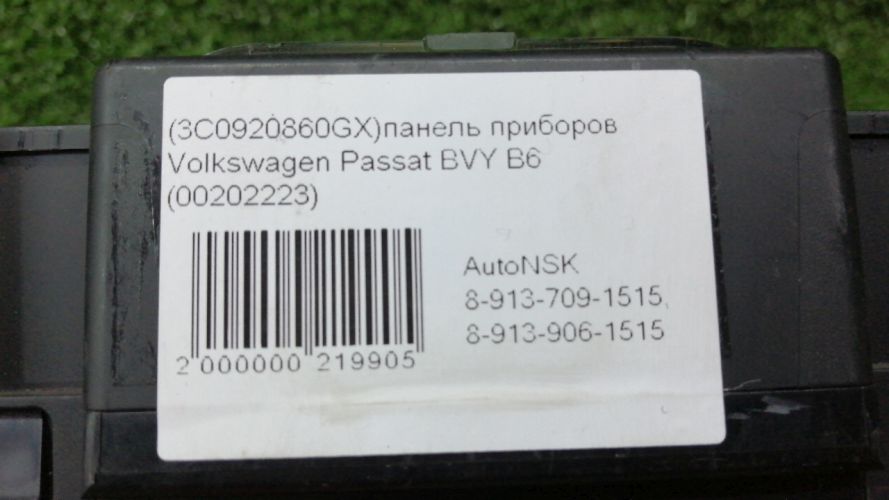 (3C0920860GX)панель приборов
Volkswagen Passat BVY B6
(00202223)
AutoNSK
8-913-709-1515,
8-913-906-1515
2 000000 219905